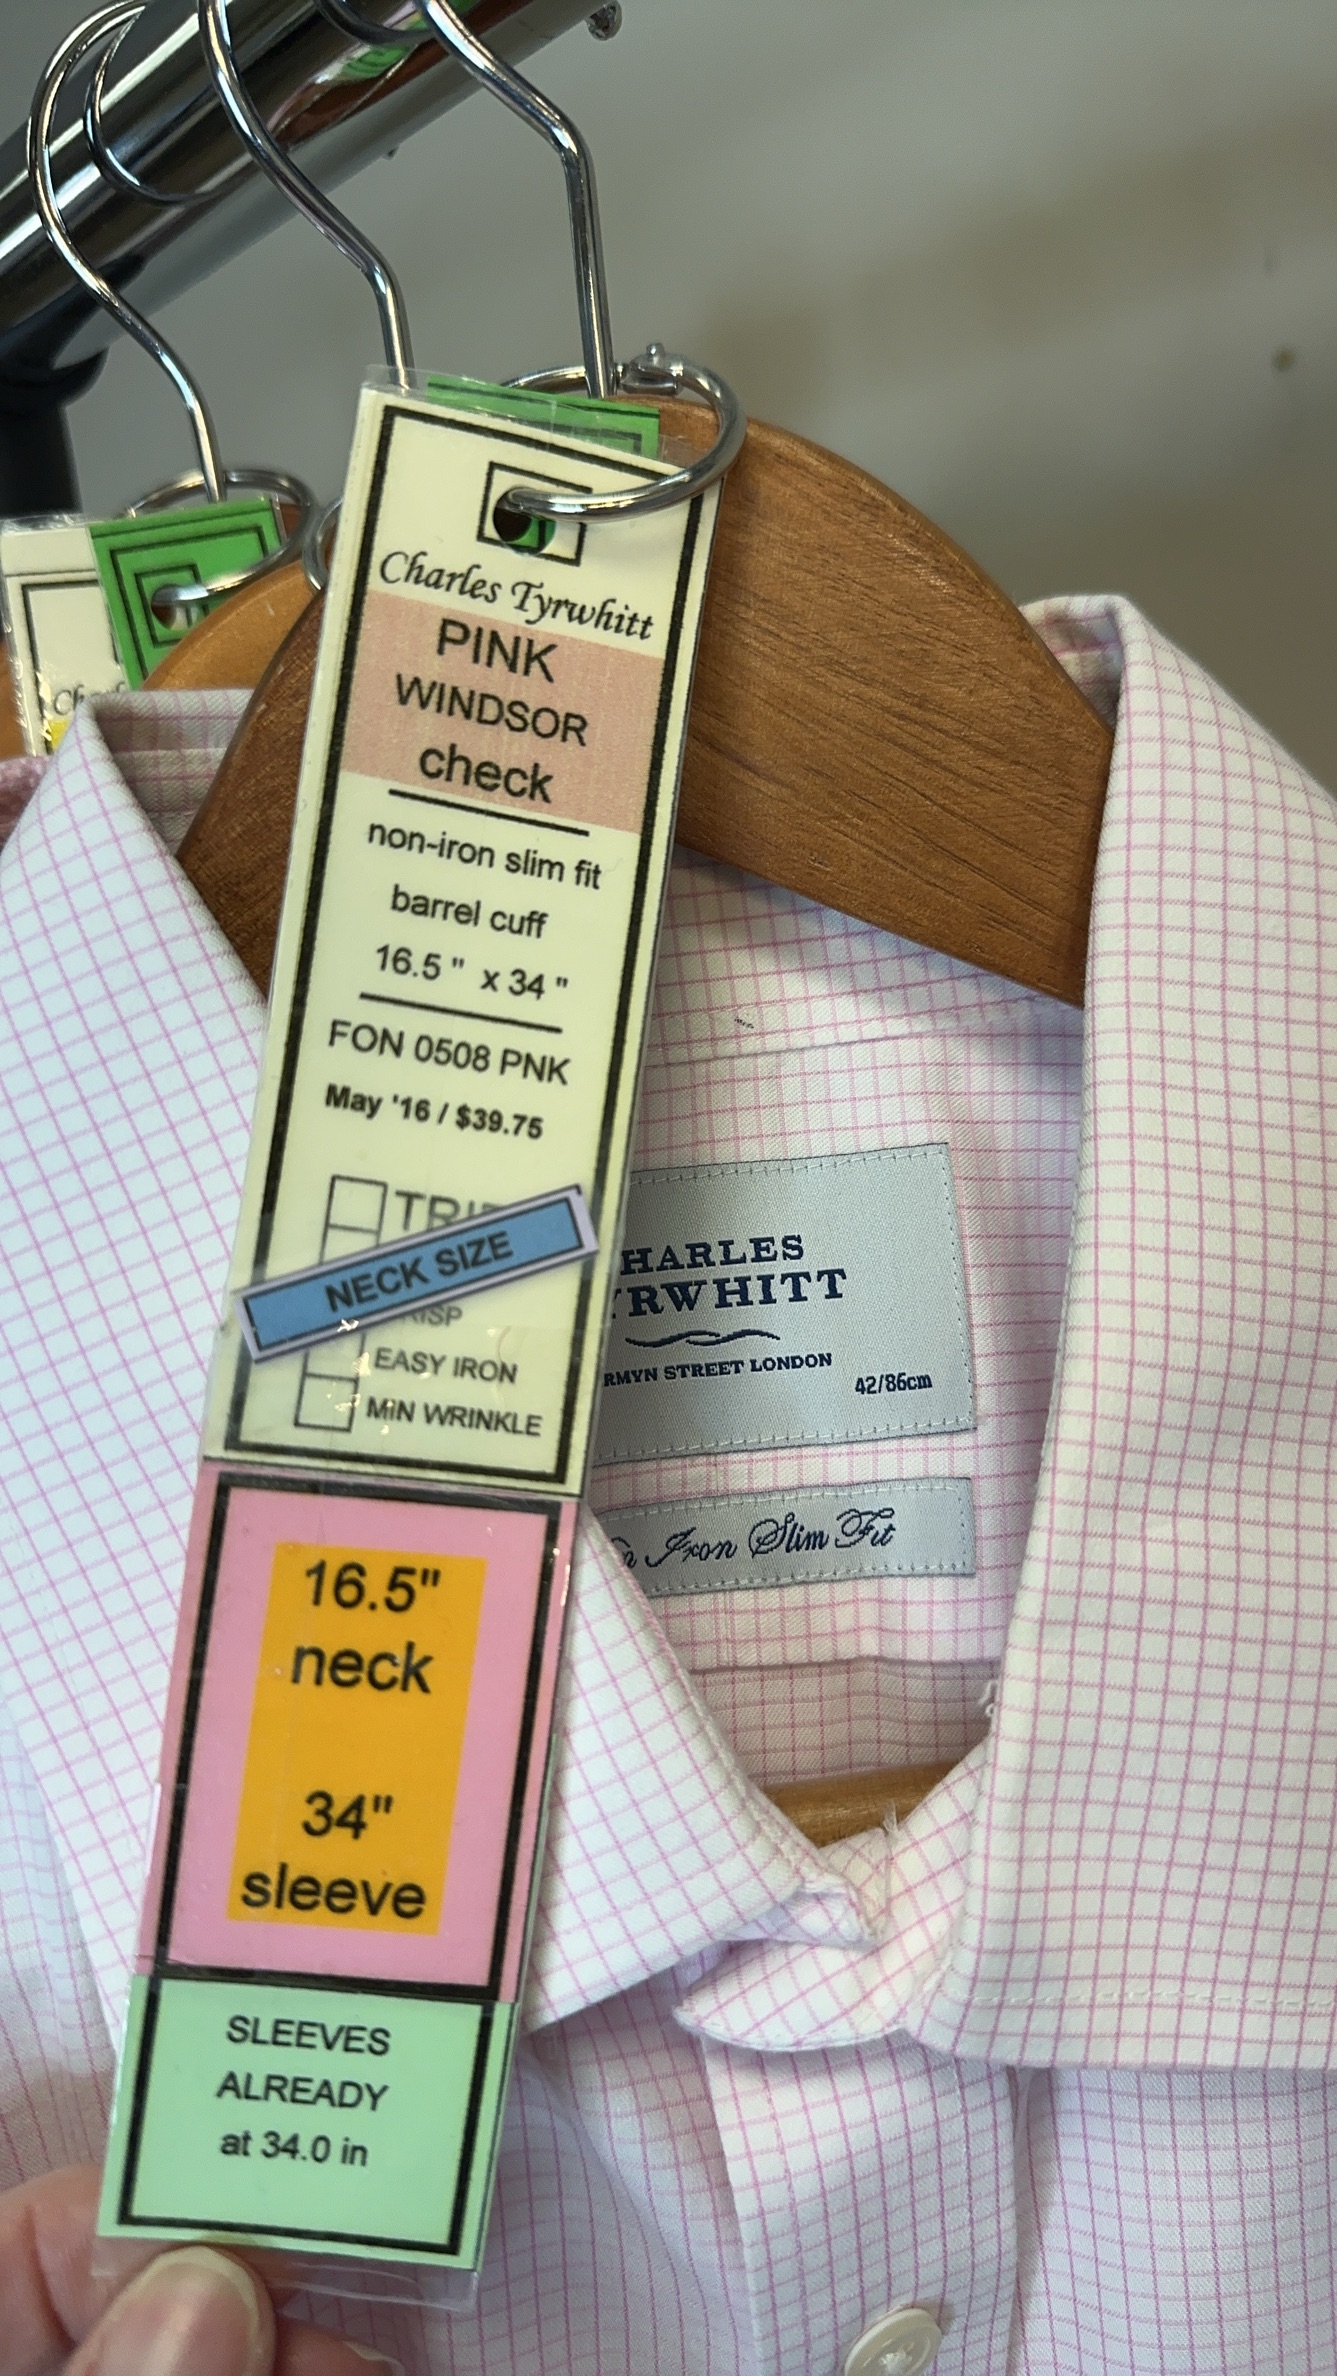 Charles Tyrwhitt
PINK
WINDSOR
check
non-iron slim fit
barrel cuff
16.5 " x 34 "
FON 0508 PNK
May '16 / $39.75
NECK SIZE
EASY IRON
MIN WRINKLE
16.5"
neck
34"
sleeve
SLEEVES
ALREADY
at 34.0 in
HARLES
YRWHITT
RMYN STREET LONDON
42/86cm
Iron Slim Fit